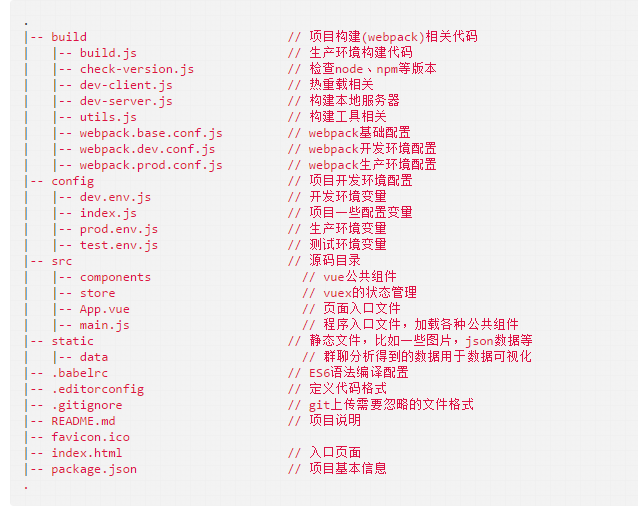 .
|-- build                            // 项目构建(webpack)相关代码
|   |-- build.js                     // 生产环境构建代码
|   |-- check-version.js             // 检查node、npm等版本
|   |-- dev-client.js                // 热重载相关
|   |-- dev-server.js                // 构建本地服务器
|   |-- utils.js                     // 构建工具相关
|   |-- webpack.base.conf.js         // webpack基础配置
|   |-- webpack.dev.conf.js          // webpack开发环境配置
|   |-- webpack.prod.conf.js         // webpack生产环境配置
|-- config                           // 项目开发环境配置
|   |-- dev.env.js                   // 开发环境变量
|   |-- index.js                     // 项目一些配置变量
|   |-- prod.env.js                  // 生产环境变量
|   |-- test.env.js                  // 测试环境变量
|-- src                              // 源码目录
|   |-- components                     // vue公共组件
|   |-- store                          // vuex的状态管理
|   |-- App.vue                        // 页面入口文件
|   |-- main.js                        // 程序入口文件，加载各种公共组件
|-- static                           // 静态文件，比如一些图片，json数据等
|   |-- data                           // 群聊分析得到的数据用于数据可视化
|-- .babelrc                         // ES6语法编译配置
|-- .editorconfig                    // 定义代码格式
|-- .gitignore                       // git上传需要忽略的文件格式
|-- README.md                        // 项目说明
|-- favicon.ico
|-- index.html                       // 入口页面
|-- package.json                     // 项目基本信息
.